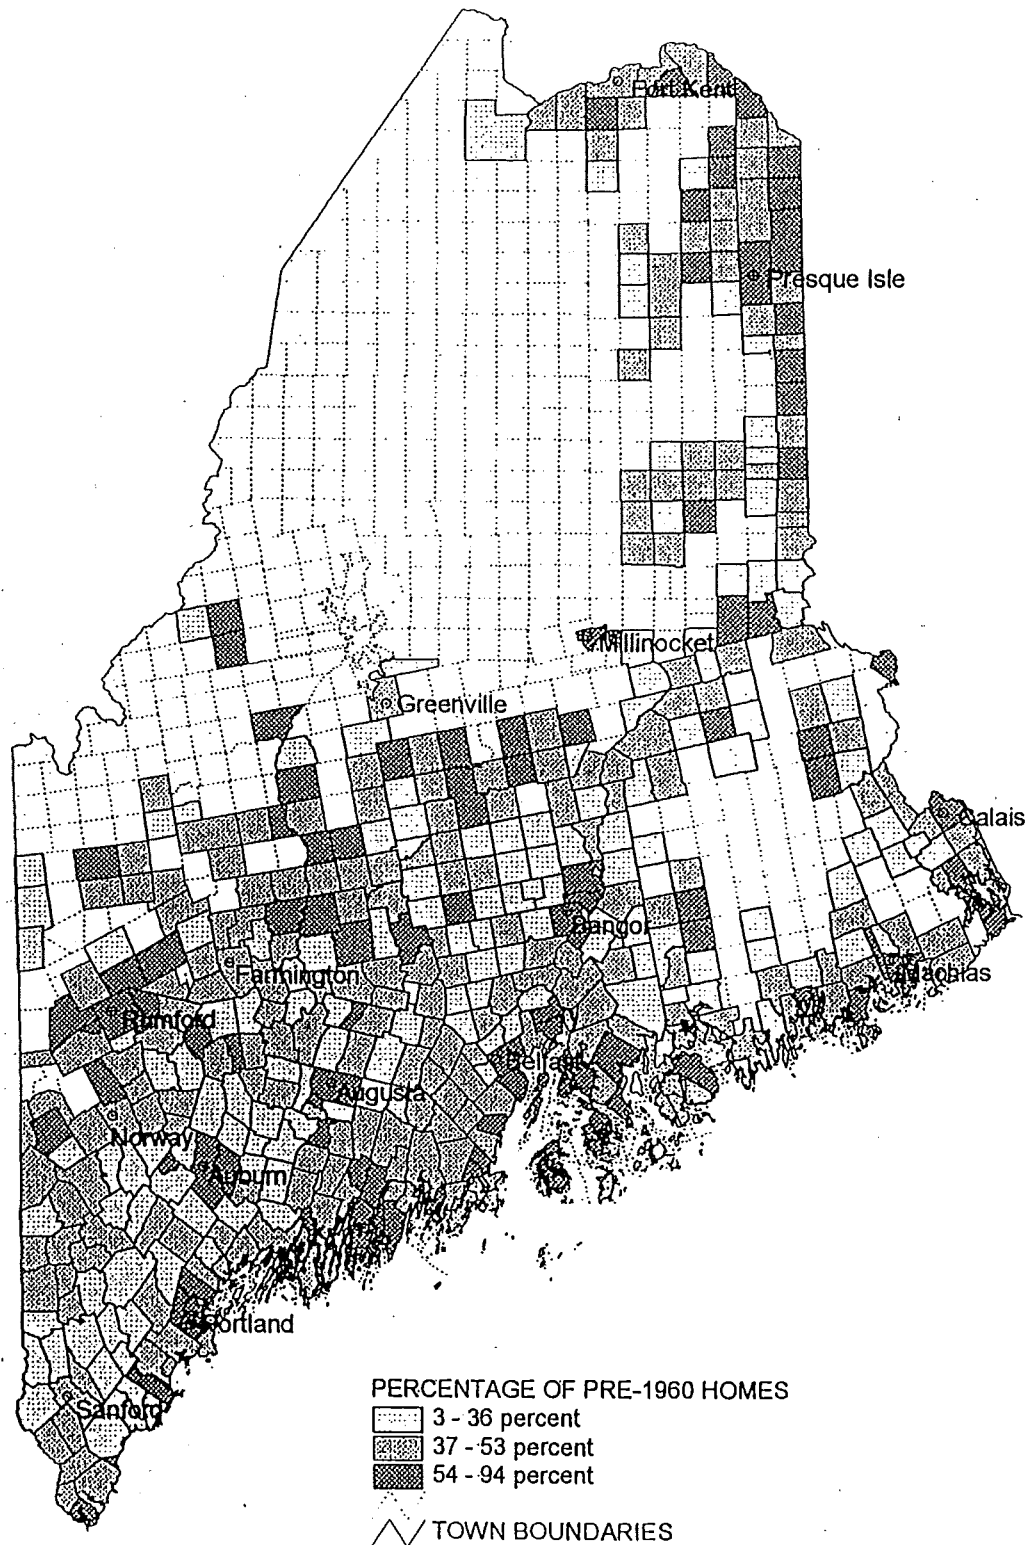 Fort Kent
Presque Isle
Millinocket
Greenville
Calais
Bangor
Machias
Farmington
Rumford
Belfast
Augusta
Norway
Auburn
Portland
Sanford
PERCENTAGE OF PRE-1960 HOMES
3 - 36 percent
37 - 53 percent
54 - 94 percent
TOWN BOUNDARIES